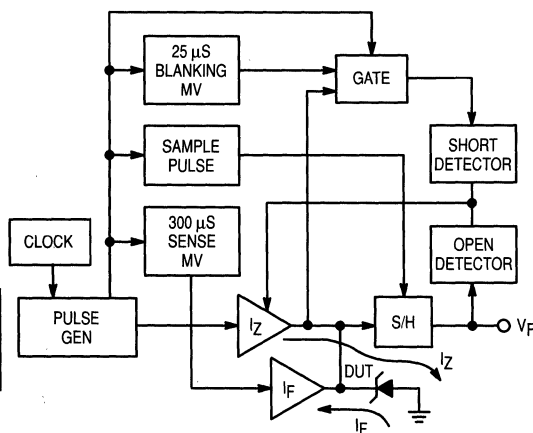 25 μS
BLANKING
MV
GATE
SAMPLE
PULSE
SHORT
DETECTOR
300 μS
SENSE
MV
CLOCK
OPEN
DETECTOR
PULSE
GEN
IZ
S/H
VF
IZ
DUT
IF
IF